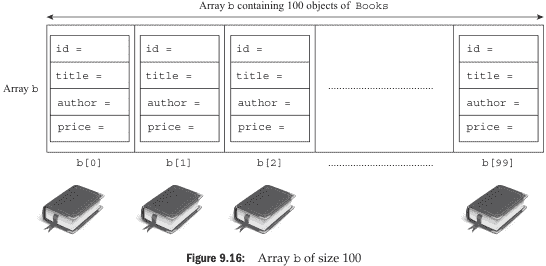 Array b containing 100 objects of Books
id = id = id = id =
title = title = title = title =
Array b
author = author = author = author =
price = price = price = price =
b[0] b[1] b[2] b[99]
Figure 9.16: Array b of size 100